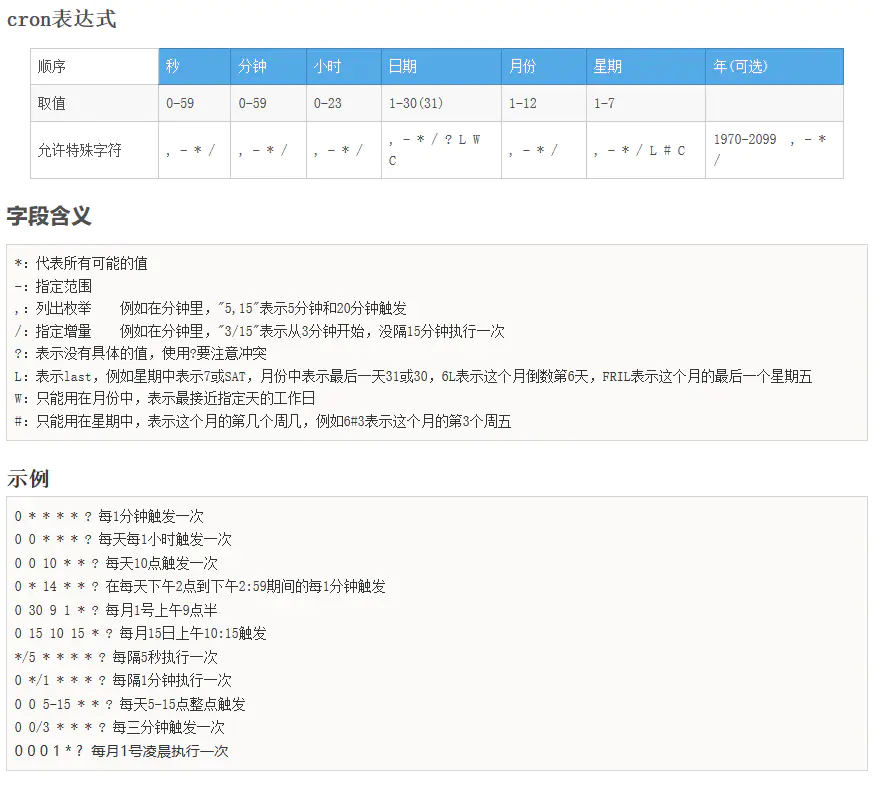 cron表达式
顺序 秒 分钟 小时 日期 月份 星期 年(可选)
取值 0-59 0-59 0-23 1-30(31) 1-12 1-7
允许特殊字符 , - * / , - * / , - * / , - * / ? L W C , - * / , - * / L # C 1970-2099 , - * /
字段含义
*: 代表所有可能的值
-: 指定范围
,: 列出枚举 例如在分钟里，"5,15"表示5分钟和20分钟触发
/: 指定增量 例如在分钟里，"3/15"表示从3分钟开始，没隔15分钟执行一次
?: 表示没有具体的值，使用?要注意冲突
L: 表示last，例如星期中表示7或SAT，月份中表示最后一天31或30，6L表示这个月倒数第6天，FRIL表示这个月的最后一个星期五
W: 只能用在月份中，表示最接近指定天的工作日
#: 只能用在星期中，表示这个月的第几个周几，例如6#3表示这个月的第3个周五
示例
0 * * * * ? 每1分钟触发一次
0 0 * * * ? 每天每1小时触发一次
0 0 10 * * ? 每天10点触发一次
0 * 14 * * ? 在每天下午2点到下午2:59期间的每1分钟触发
0 30 9 1 * ? 每月1号上午9点半
0 15 10 15 * ? 每月15日上午10:15触发
*/5 * * * * ? 每隔5秒执行一次
0 */1 * * * ? 每隔1分钟执行一次
0 0 5-15 * * ? 每天5-15点整点触发
0 0/3 * * * ? 每三分钟触发一次
0 0 0 1 * ? 每月1号凌晨执行一次